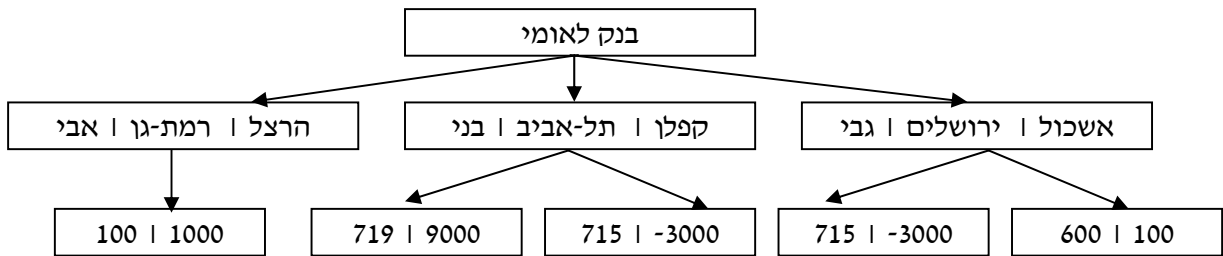 בנק לאומי
הרצל | רמת-גן | אבי
קפלן | תל-אביב | בני
אשכול | ירושלים | גבי
100 | 1000
719 | 9000
715 | -3000
715 | -3000
600 | 100